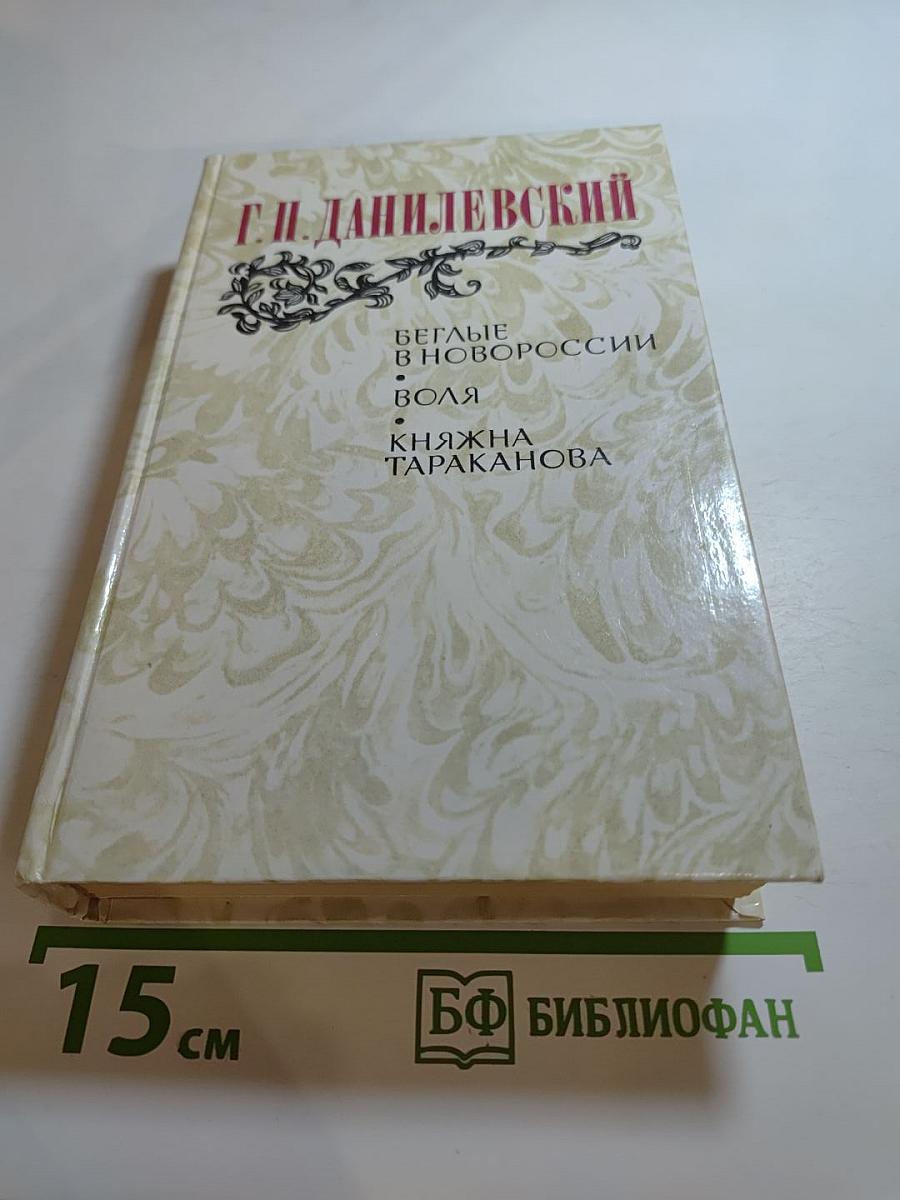 Г.П.ДАНИЛЕВСКИЙ
БЕГЛЫЕ
В НОВОРОССИИ
•
ВОЛЯ
•
КНЯЖНА
ТАРАКАНОВА
15 см
БФ БИБЛИОФАН